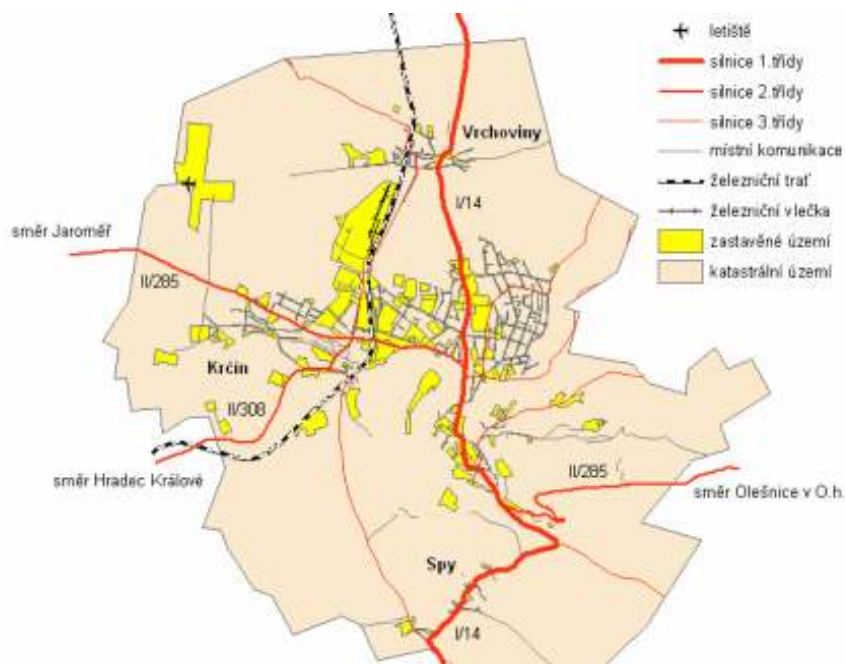 letiště
silnice 1.třídy
silnice 2.třídy
silnice 3.třídy
místní komunikace
železniční trať
železniční vlečka
zastavěné území
katastrální území
Vrchoviny
I/14
směr Jaroměř
II/285
Krčín
II/308
směr Hradec Králové
II/285
směr Olešnice v O.h.
Spy
I/14